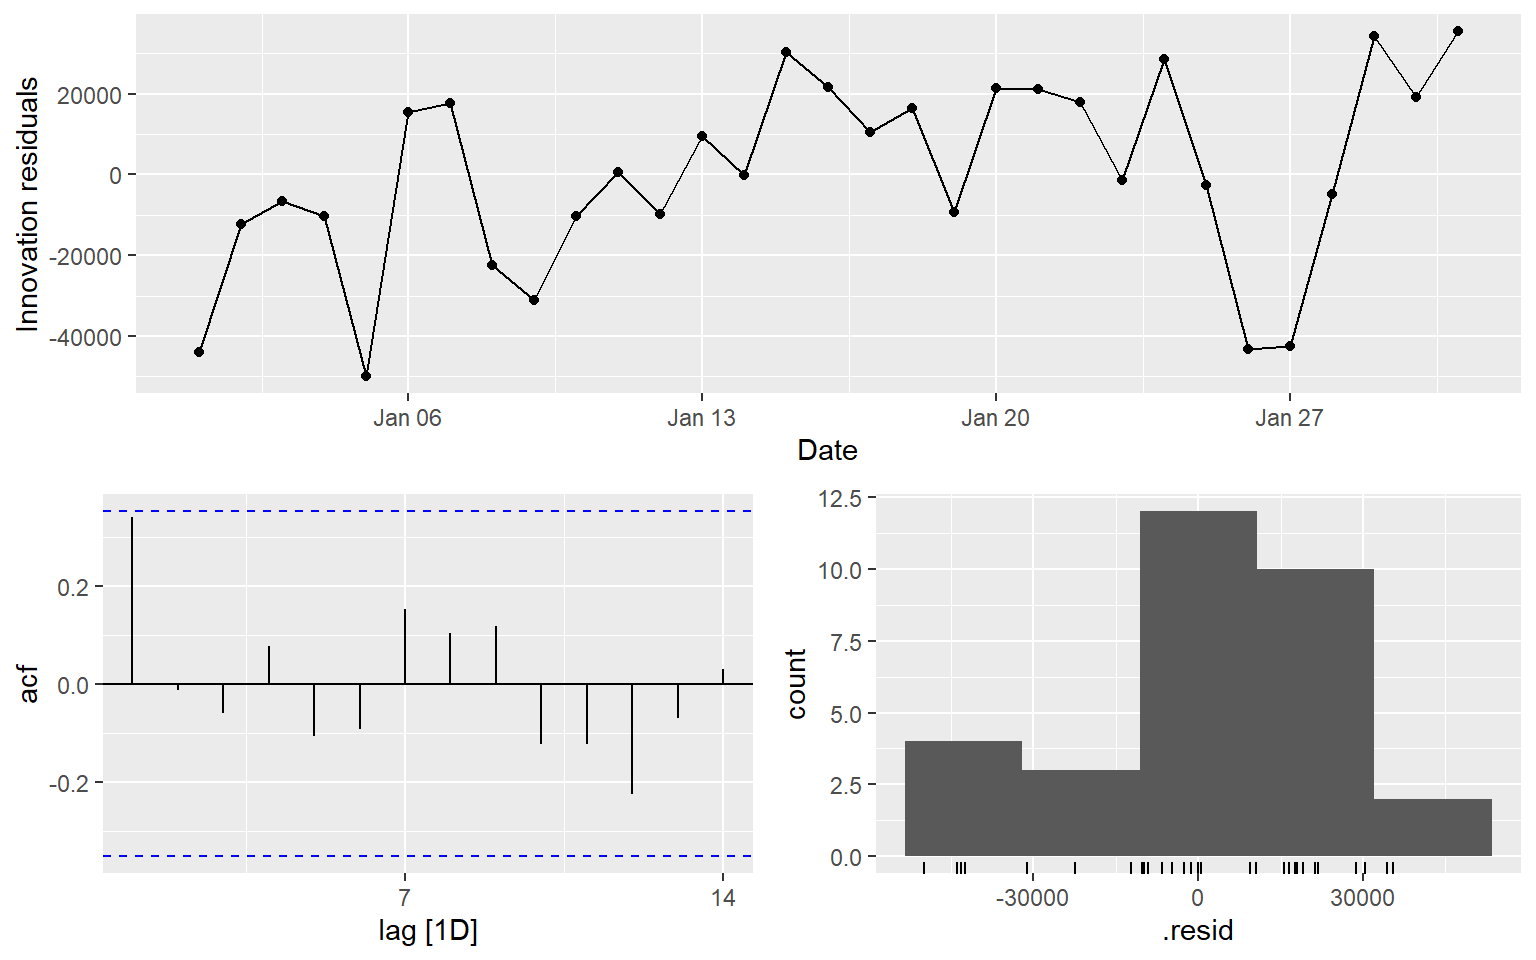 Innovation residuals
20000
0
-20000
-40000
Jan 06 Jan 13 Jan 20 Jan 27
Date
acf
0.2
0.0
-0.2
7 14
lag [1D]
count
12.5
10.0
7.5
5.0
2.5
0.0
-30000 0 30000
.resid